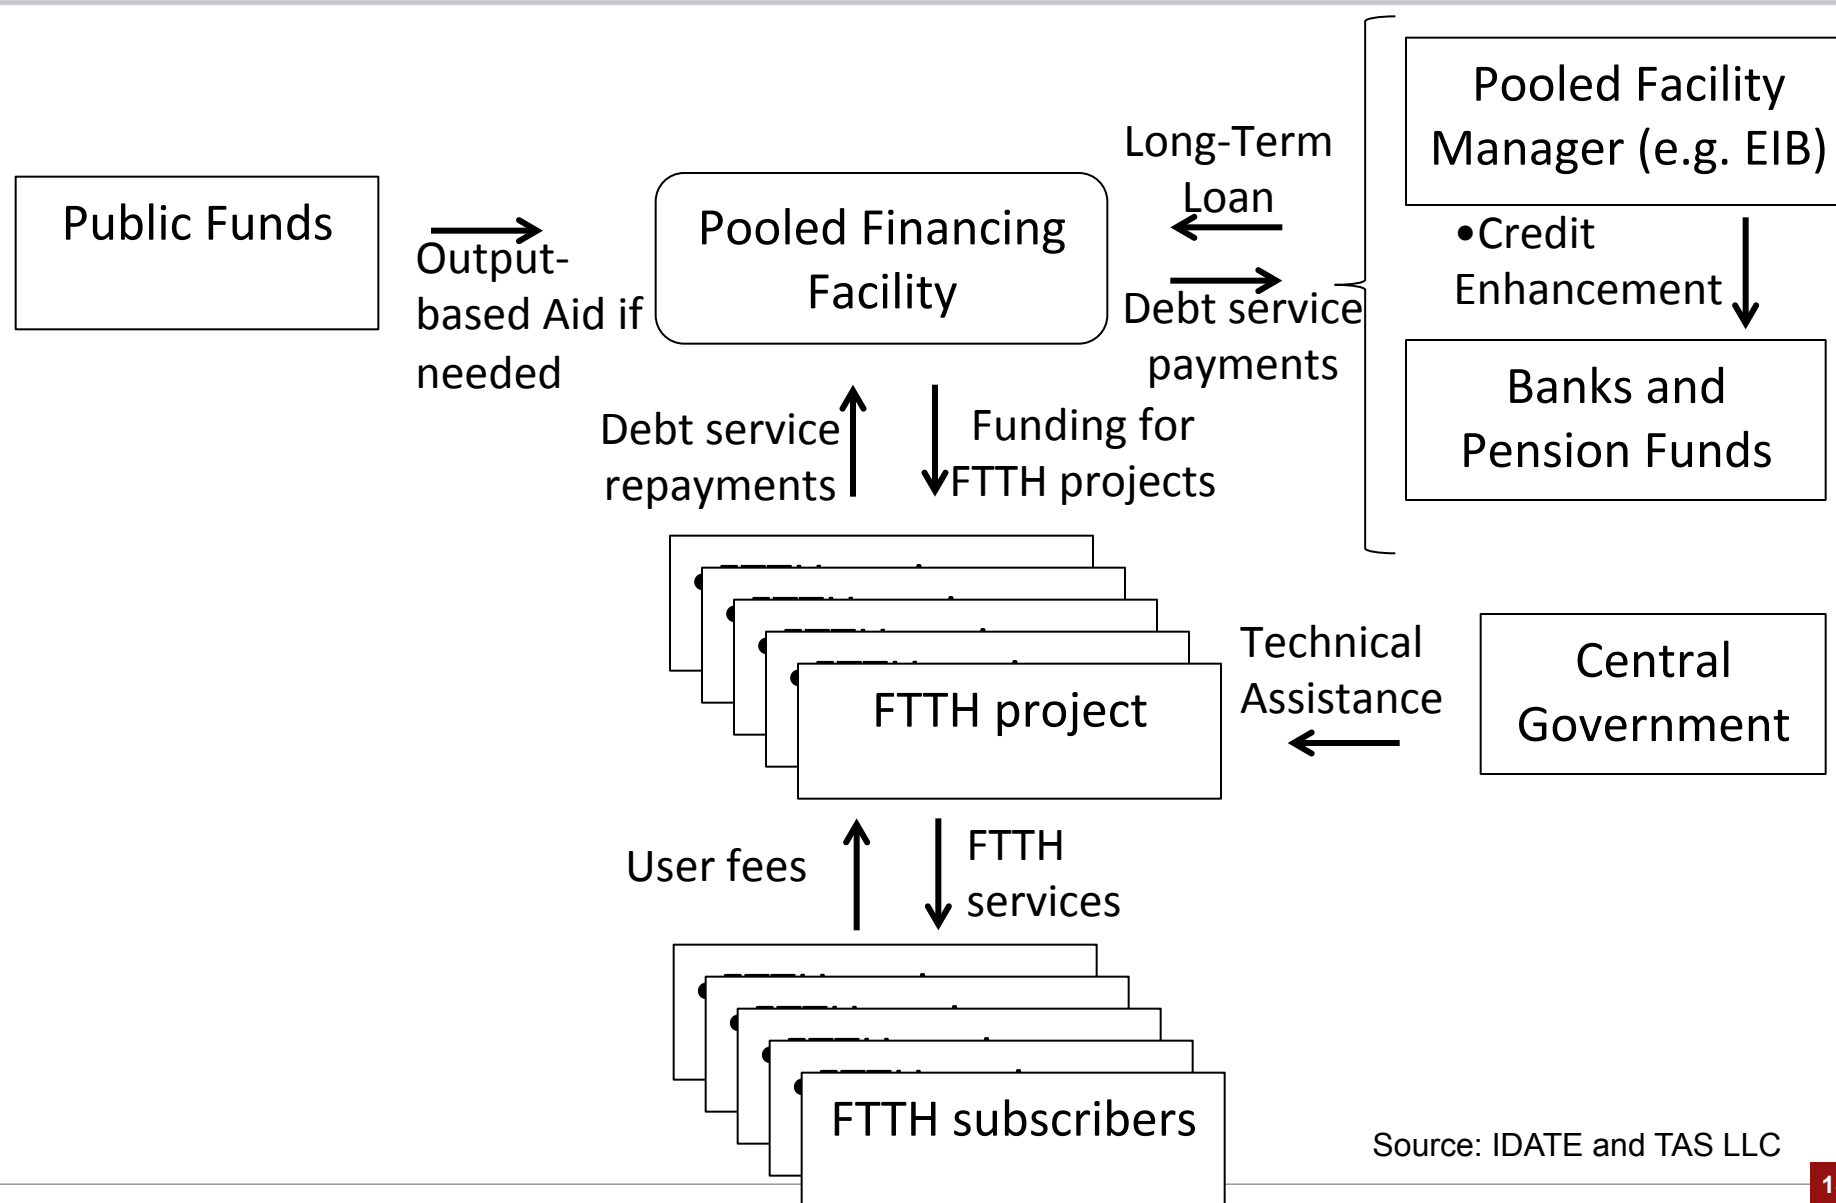 Pooled Facility
Manager (e.g. EIB)
Long-Term
Loan
Public Funds
Pooled Financing
Facility
Output-
based Aid if
needed
•Credit
Enhancement
Debt service
payments
Banks and
Pension Funds
Debt service
repayments
Funding for
FTTH projects
FTTH project
Technical
Assistance
Central
Government
User fees
FTTH
services
FTTH subscribers
Source: IDATE and TAS LLC
1